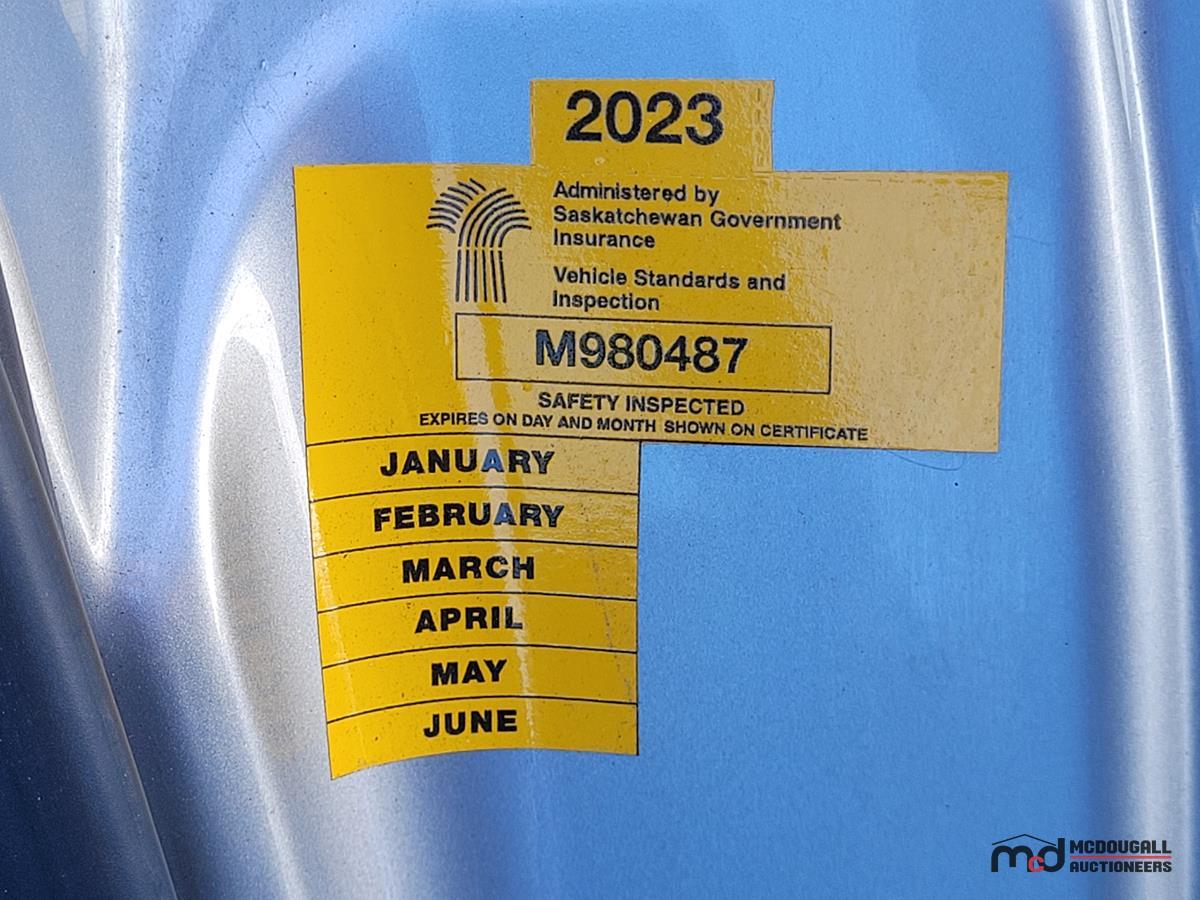 2023
Administered by
Saskatchewan Government
Insurance
Vehicle Standards and
Inspection
M980487
SAFETY INSPECTED
EXPIRES ON DAY AND MONTH SHOWN ON CERTIFICATE
JANUARY
FEBRUARY
MARCH
APRIL
MAY
JUNE
mcd MCDOUGALL
AUCTIONEERS